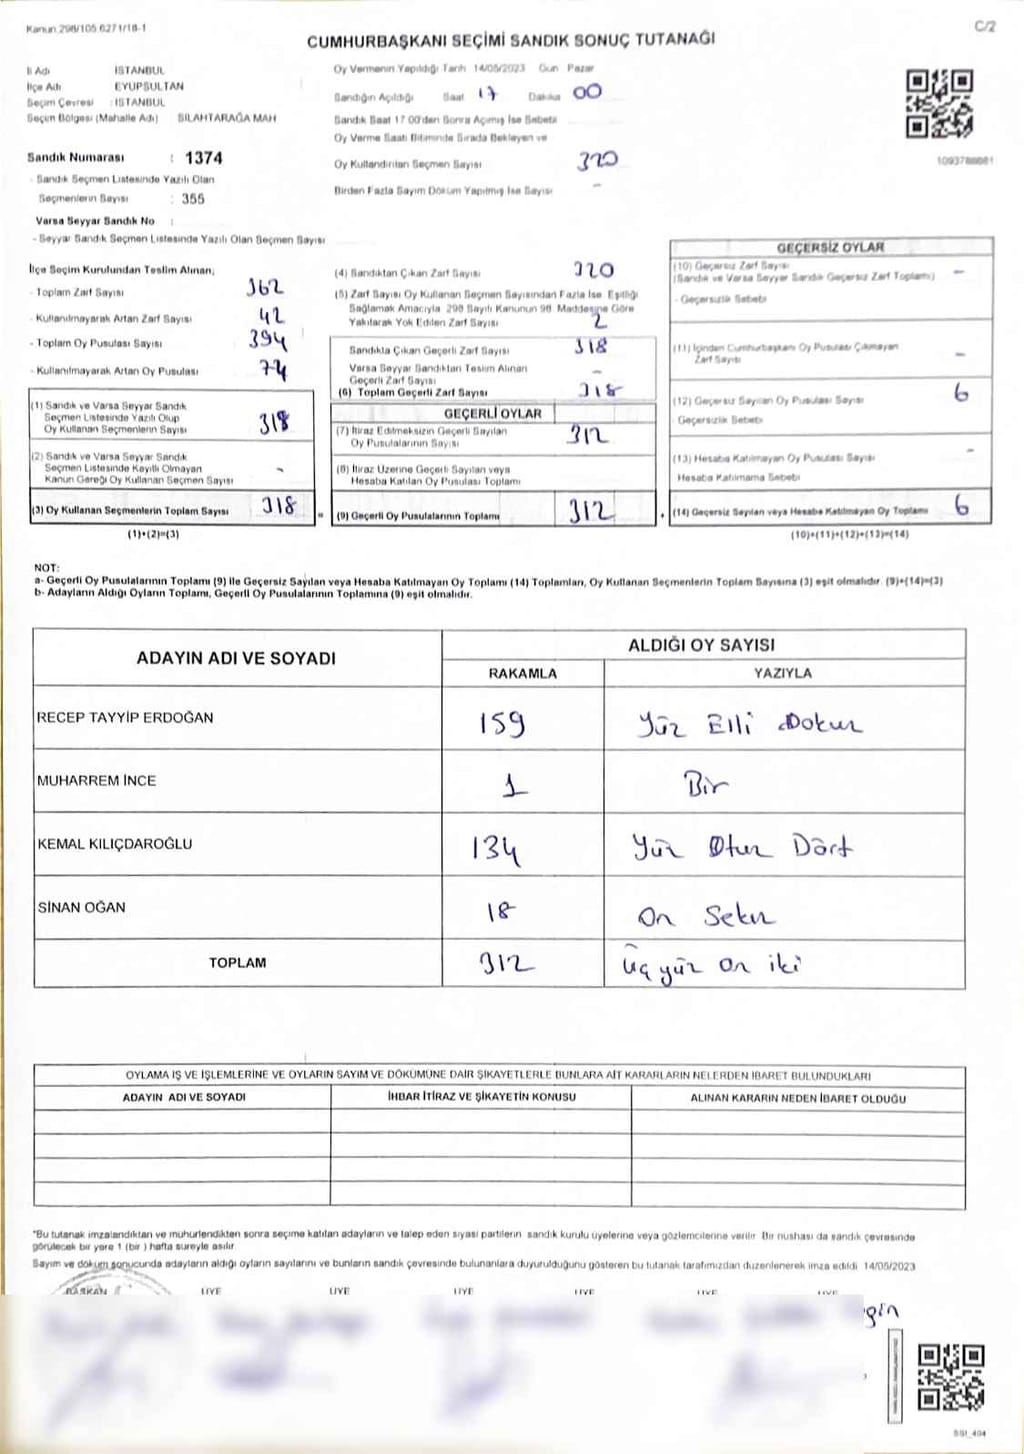 Kanun 298/105 6271/18-1
C/2
CUMHURBAŞKANI SEÇİMİ SANDIK SONUÇ TUTANAĞI
İl Adı İSTANBUL
İlçe Adı EYÜPSULTAN
Seçim Çevresi : İSTANBUL
Seçim Bölgesi (Mahalle Adı) SİLAHTARAĞA MAH
Sandık Numarası : 1374
- Sandık Seçmen Listesinde Yazılı Olan
Seçmenlerin Sayısı : 355
Varsa Seyyar Sandık No :
- Seyyar Sandık Seçmen Listesinde Yazılı Olan Seçmen Sayısı
Oy Vermenin Yapıldığı Tarih 14/05/2023 Gün Pazar
Sandığın Açıldığı Saat 17 Dakika 00
Sandık Saat 17 00'den Sonra Açılmış İse Sebebi
Oy Verme Saati Bitiminde Sırada Bekleyen ve
Oy Kullandırılan Seçmen Sayısı 320
Birden Fazla Sayım Döküm Yapılmış İse Sayısı -
1093788681
İlçe Seçim Kurulundan Teslim Alınan;
- Toplam Zarf Sayısı 362
- Kullanılmayarak Artan Zarf Sayısı 42
- Toplam Oy Pusulası Sayısı 394
- Kullanılmayarak Artan Oy Pusulası 74
(1) Sandık ve Varsa Seyyar Sandık
Seçmen Listesinde Yazılı Olup
Oy Kullanan Seçmenlerin Sayısı 318
(2) Sandık ve Varsa Seyyar Sandık
Seçmen Listesinde Kayıtlı Olmayan
Kanun Gereği Oy Kullanan Seçmen Sayısı -
(3) Oy Kullanan Seçmenlerin Toplam Sayısı 318
(1)+(2)=(3)
(4) Sandıktan Çıkan Zarf Sayısı 320
(5) Zarf Sayısı Oy Kullanan Seçmen Sayısından Fazla İse, Eşitliği
Sağlamak Amacıyla 298 Sayılı Kanunun 98. Maddesine Göre
Yakılarak Yok Edilen Zarf Sayısı 2
Sandıkta Çıkan Geçerli Zarf Sayısı 318
Varsa Seyyar Sandıktan Teslim Alınan
Geçerli Zarf Sayısı -
(6) Toplam Geçerli Zarf Sayısı 318
GEÇERLİ OYLAR
(7) İtiraz Edilmeksizin Geçerli Sayılan
Oy Pusulalarının Sayısı 312
(8) İtiraz Üzerine Geçerli Sayılan veya
Hesaba Katılan Oy Pusulası Toplamı
= (9) Geçerli Oy Pusulalarının Toplamı 312
GEÇERSİZ OYLAR
(10) Geçersiz Zarf Sayısı
(Sandık ve Varsa Seyyar Sandık Geçersiz Zarf Toplamı) -
- Geçersizlik Sebebi
(11) İçinden Cumhurbaşkanı Oy Pusulası Çıkmayan
Zarf Sayısı -
(12) Geçersiz Sayılan Oy Pusulası Sayısı 6
- Geçersizlik Sebebi
(13) Hesaba Katılmayan Oy Pusulası Sayısı -
Hesaba Katılmama Sebebi
+ (14) Geçersiz Sayılan veya Hesaba Katılmayan Oy Toplamı 6
(10)+(11)+(12)+(13)=(14)
NOT:
a- Geçerli Oy Pusulalarının Toplamı (9) ile Geçersiz Sayılan veya Hesaba Katılmayan Oy Toplamı (14) Toplamları, Oy Kullanan Seçmenlerin Toplam Sayısına (3) eşit olmalıdır. (9)+(14)=(3)
b- Adayların Aldığı Oyların Toplamı, Geçerli Oy Pusulalarının Toplamına (9) eşit olmalıdır.
ADAYIN ADI VE SOYADI
ALDIĞI OY SAYISI
RAKAMLA YAZIYLA
RECEP TAYYİP ERDOĞAN 159 Yüz Elli Dokuz
MUHARREM İNCE 1 Bir
KEMAL KILIÇDAROĞLU 134 Yüz Otuz Dört
SİNAN OĞAN 18 On Sekiz
TOPLAM 312 Üç yüz on iki
OYLAMA İŞ VE İŞLEMLERİNE VE OYLARIN SAYIM VE DÖKÜMÜNE DAİR ŞİKAYETLERLE BUNLARA AİT KARARLARIN NELERDEN İBARET BULUNDUKLARI
ADAYIN ADI VE SOYADI İHBAR İTİRAZ VE ŞİKAYETİN KONUSU ALINAN KARARIN NEDEN İBARET OLDUĞU
*Bu tutanak imzalandıktan ve mühürlendikten sonra seçime katılan adayların ve talep eden siyasi partilerin sandık kurulu üyelerine veya gözlemcilerine verilir. Bir nüshası da sandık çevresinde
görülecek bir yere 1 (bir ) hafta süreyle asılır.
Sayım ve döküm sonucunda adayların aldığı oyların sayılarını ve bunların sandık çevresinde bulunanlara duyurulduğunu gösteren bu tutanak tarafımızdan düzenlenerek imza edildi 14/05/2023
BAŞKAN ÜYE ÜYE ÜYE ÜYE ÜYE ÜYE
gin